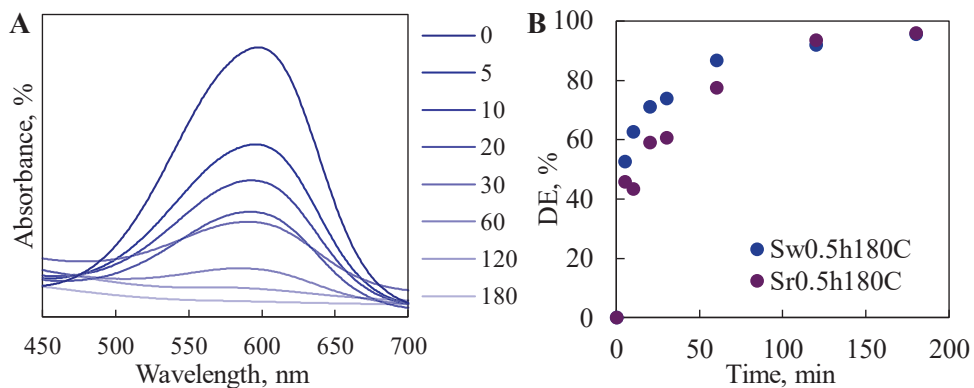 A
Absorbance, %
450 500 550 600 650 700
Wavelength, nm
0
5
10
20
30
60
120
180
B
DE, %
100
80
60
40
20
0
Sw0.5h180C
Sr0.5h180C
0 50 100 150 200
Time, min